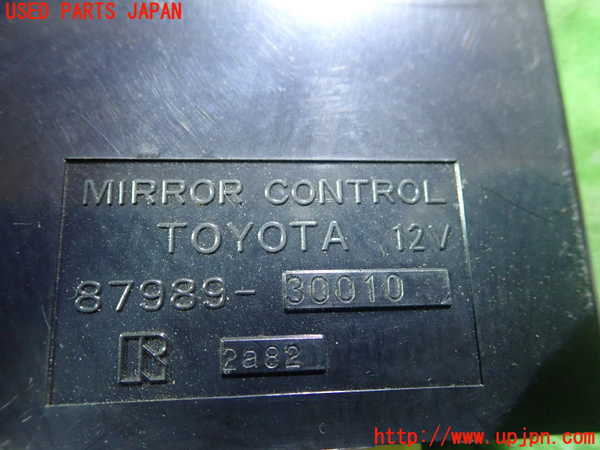 USED PARTS JAPAN
MIRROR CONTROL
TOYOTA 12V
87989-30010
R 2a82
http://www.upjpn.com